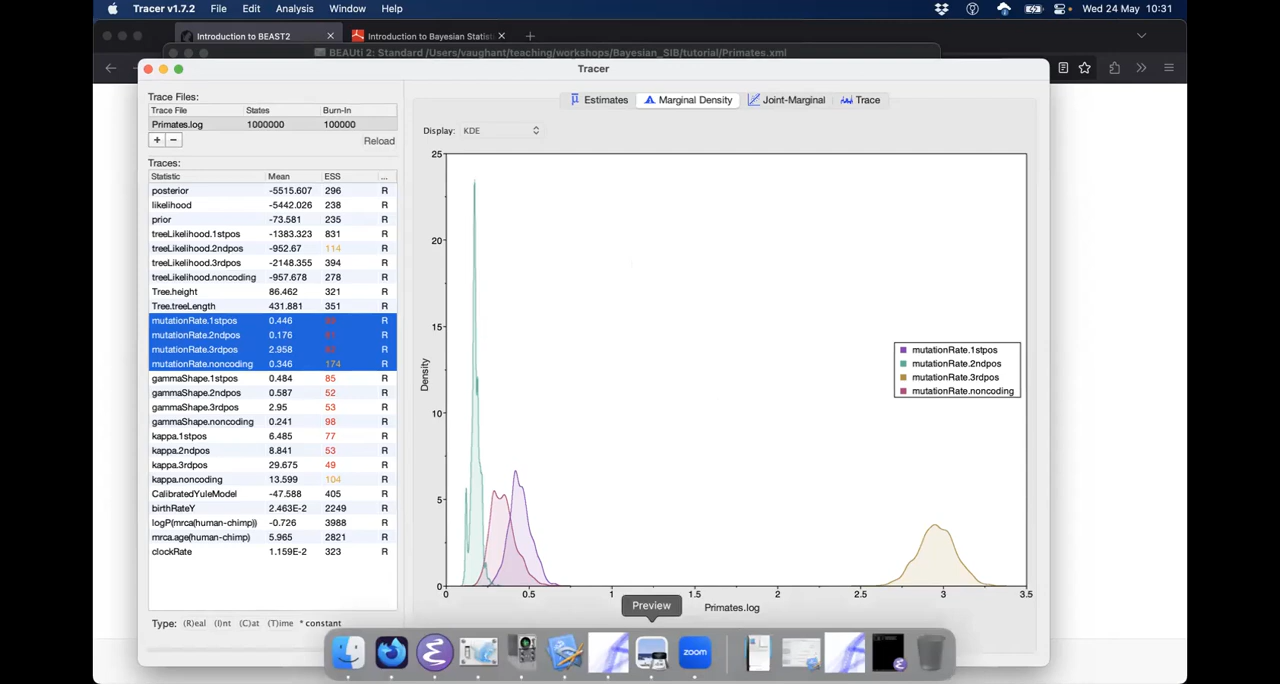 Tracer v1.7.2 File Edit Analysis Window Help Wed 24 May 10:31
Introduction to BEAST2 Introduction to Bayesian Statis
BEAUti 2: Standard /Users/vaughant/teaching/workshops/Bayesian_SIB/tutorial/Primates.xml
Tracer
Trace Files:
Trace File States Burn-In
Primates.log 1000000 100000
+ − Reload
Traces:
Statistic Mean ESS ...
posterior -5515.607 296 R
likelihood -5442.026 238 R
prior -73.581 235 R
treeLikelihood.1stpos -1383.323 831 R
treeLikelihood.2ndpos -952.67 114 R
treeLikelihood.3rdpos -2148.355 394 R
treeLikelihood.noncoding -957.678 278 R
Tree.height 86.462 321 R
Tree.treeLength 431.881 351 R
mutationRate.1stpos 0.446 R
mutationRate.2ndpos 0.176 R
mutationRate.3rdpos 2.958 R
mutationRate.noncoding 0.346 174 R
gammaShape.1stpos 0.484 85 R
gammaShape.2ndpos 0.587 52 R
gammaShape.3rdpos 2.95 53 R
gammaShape.noncoding 0.241 98 R
kappa.1stpos 6.485 77 R
kappa.2ndpos 8.841 53 R
kappa.3rdpos 29.675 49 R
kappa.noncoding 13.599 104 R
CalibratedYuleModel -47.588 405 R
birthRateY 2.463E-2 2249 R
logP(mrca(human-chimp)) -0.726 3988 R
mrca.age(human-chimp) 5.965 2821 R
clockRate 1.159E-2 323 R
Type: (R)eal (I)nt (C)at (T)ime * constant
Estimates Marginal Density Joint-Marginal Trace
Display: KDE
25
20
15
10
5
0
Density
mutationRate.1stpos
mutationRate.2ndpos
mutationRate.3rdpos
mutationRate.noncoding
0 0.5 1 1.5 2 2.5 3 3.5
Primates.log
Preview
zoom